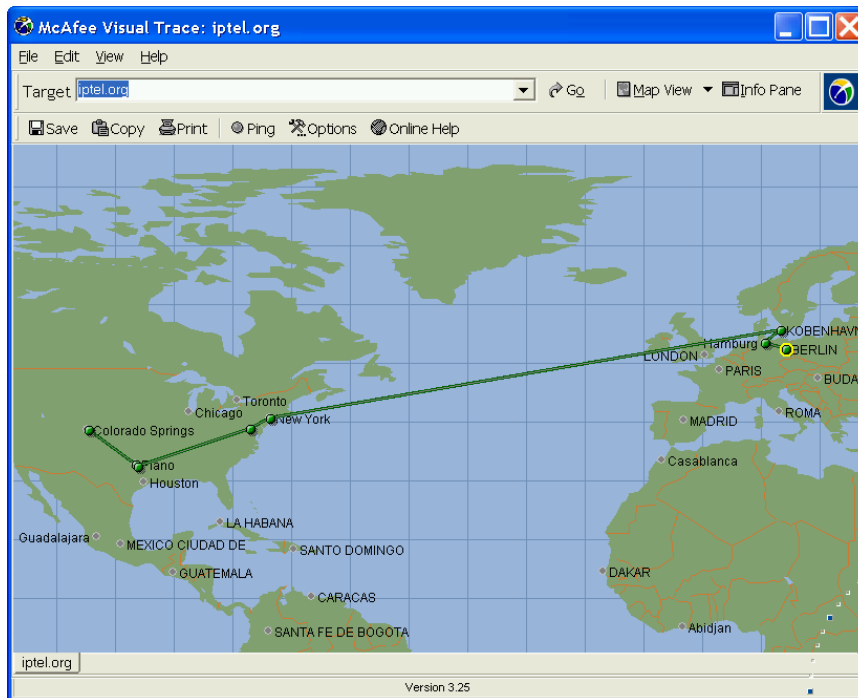 McAfee Visual Trace: iptel.org
File Edit View Help
Target iptel.org Go Map View Info Pane
Save Copy Print Ping Options Online Help
KOBENHAVN
Hamburg
BERLIN
LONDON
PARIS
BUDA
Toronto
Chicago
New York
MADRID
ROMA
Colorado Springs
Plano
Houston
Casablanca
LA HABANA
Guadalajara
MEXICO CIUDAD DE
SANTO DOMINGO
GUATEMALA
DAKAR
CARACAS
SANTA FE DE BOGOTA
Abidjan
iptel.org
Version 3.25